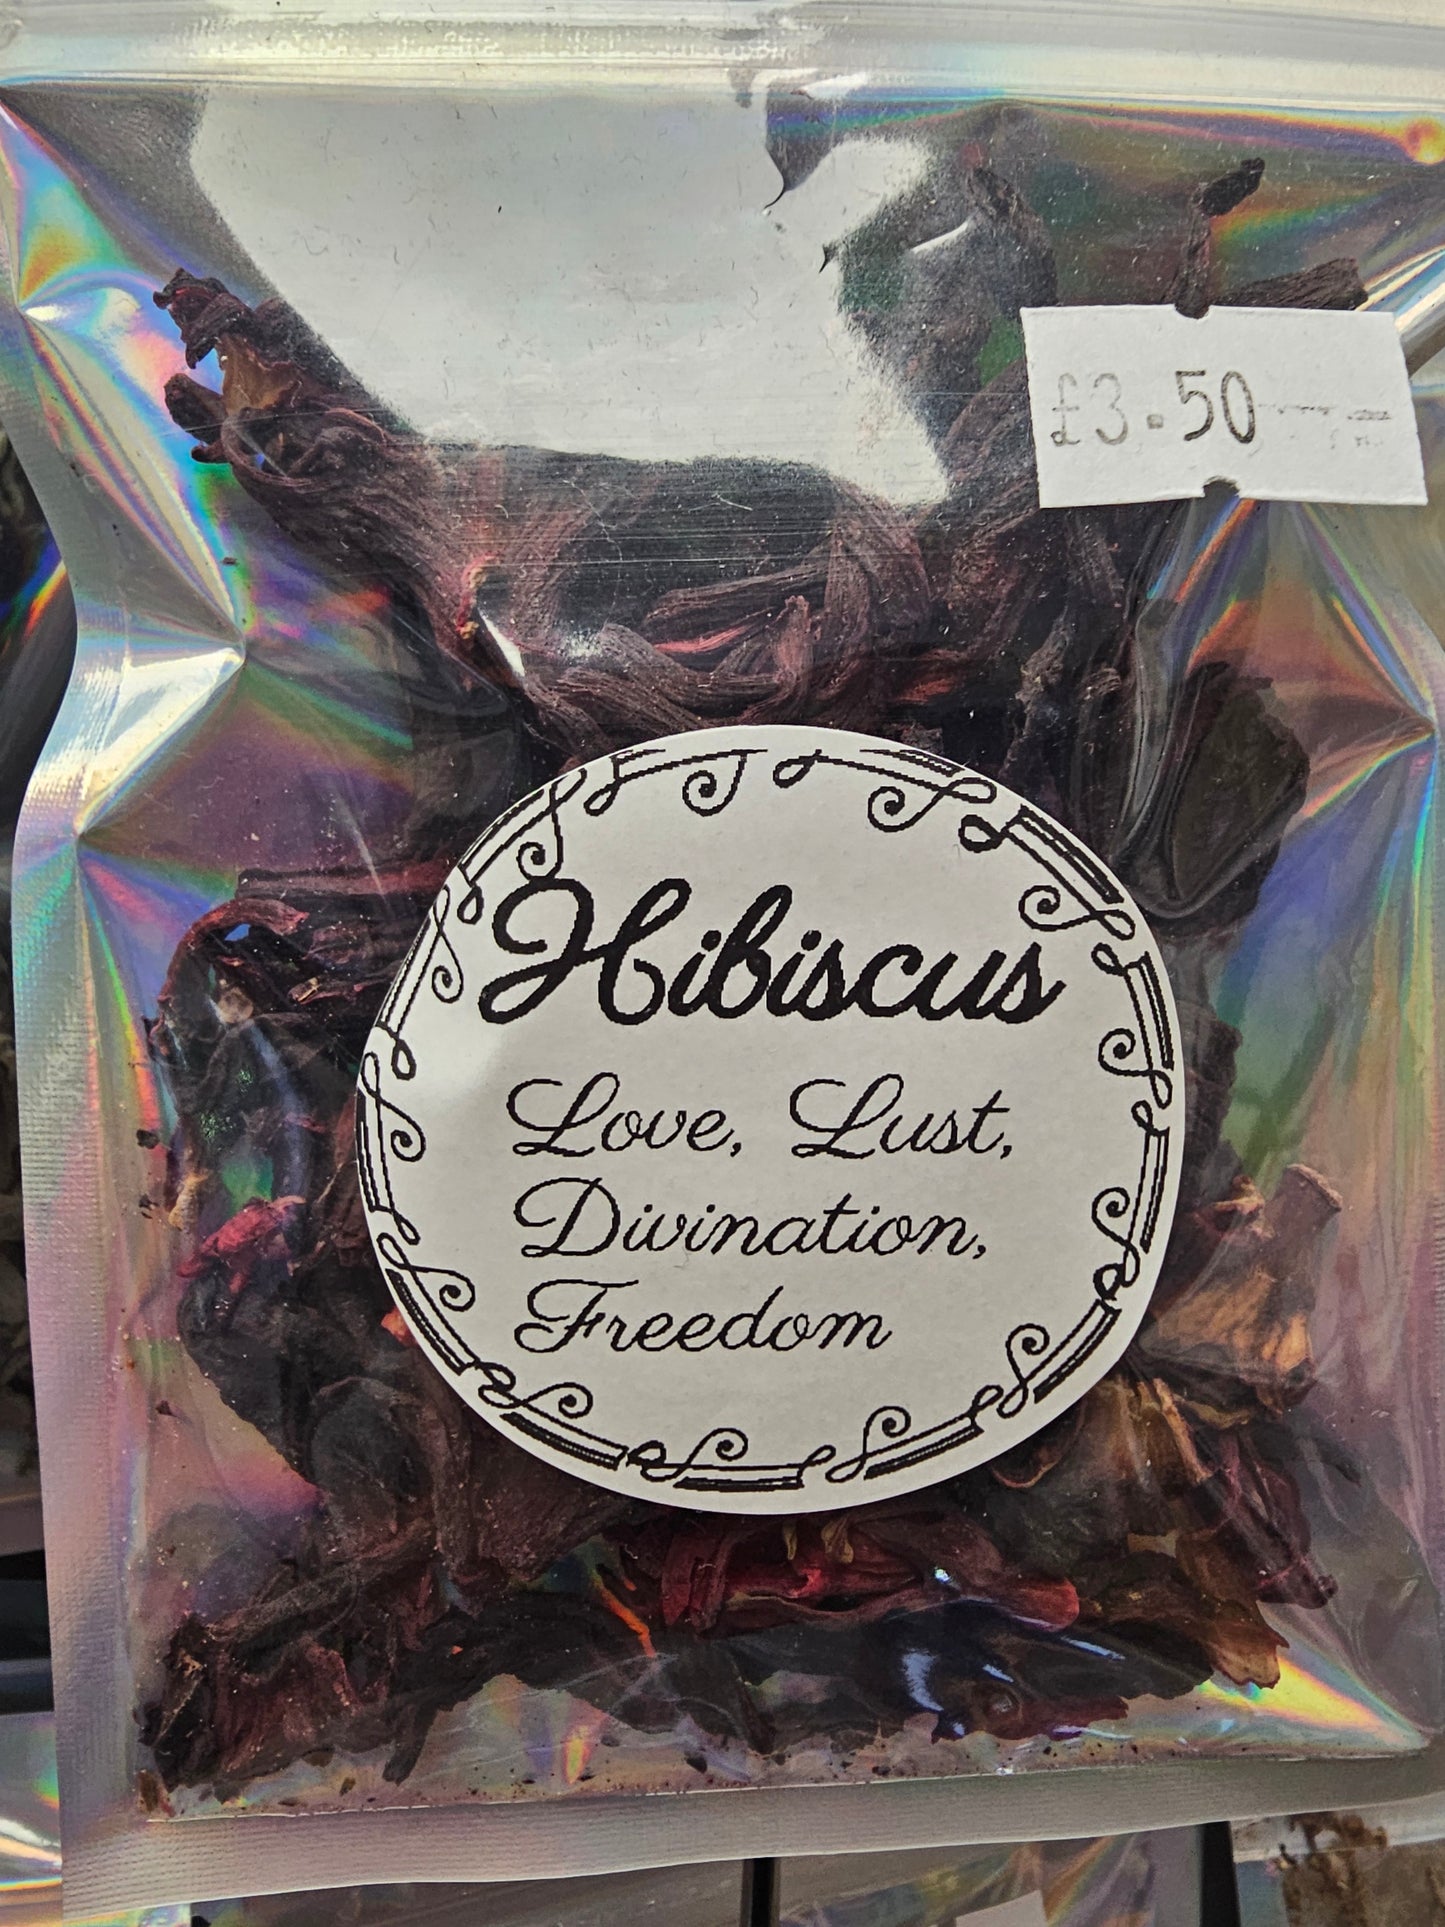 £3.50
Hibiscus
Love, Lust,
Divination,
Freedom